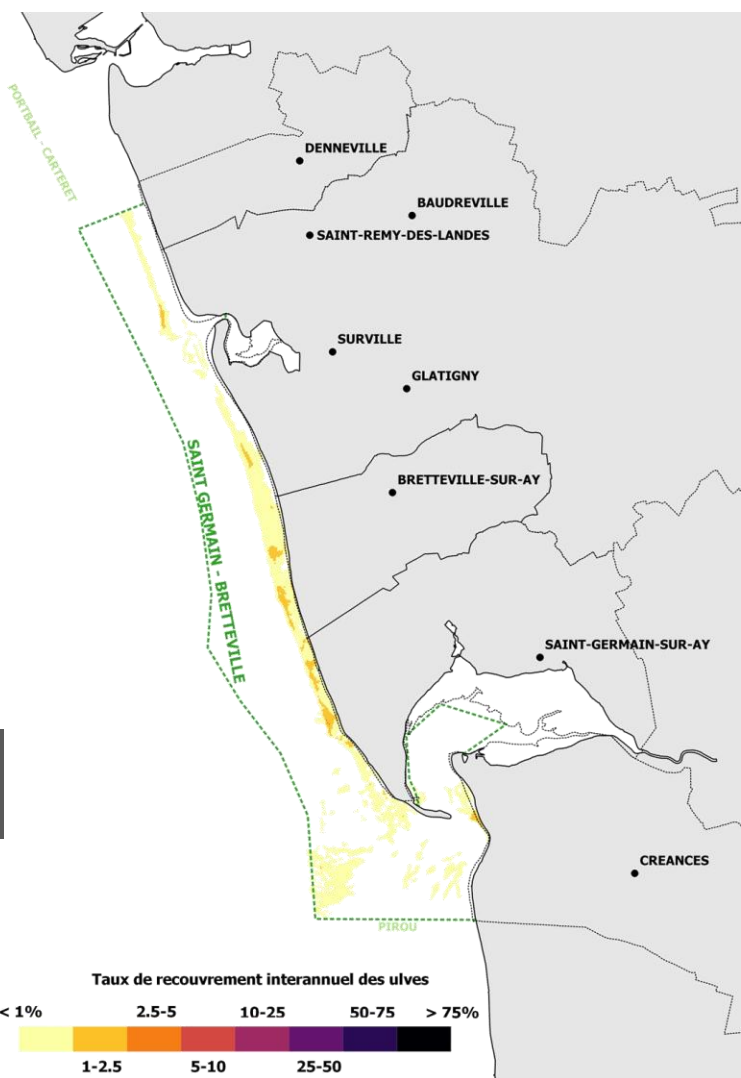 PORTBAIL - CARTERET
DENNEVILLE
BAUDREVILLE
SAINT-REMY-DES-LANDES
SURVILLE
GLATIGNY
SAINT GERMAIN - BRETTEVILLE
BRETTEVILLE-SUR-AY
SAINT-GERMAIN-SUR-AY
CREANCES
PIROU
Taux de recouvrement interannuel des ulves
< 1% 2.5-5 10-25 50-75 > 75%
1-2.5 5-10 25-50